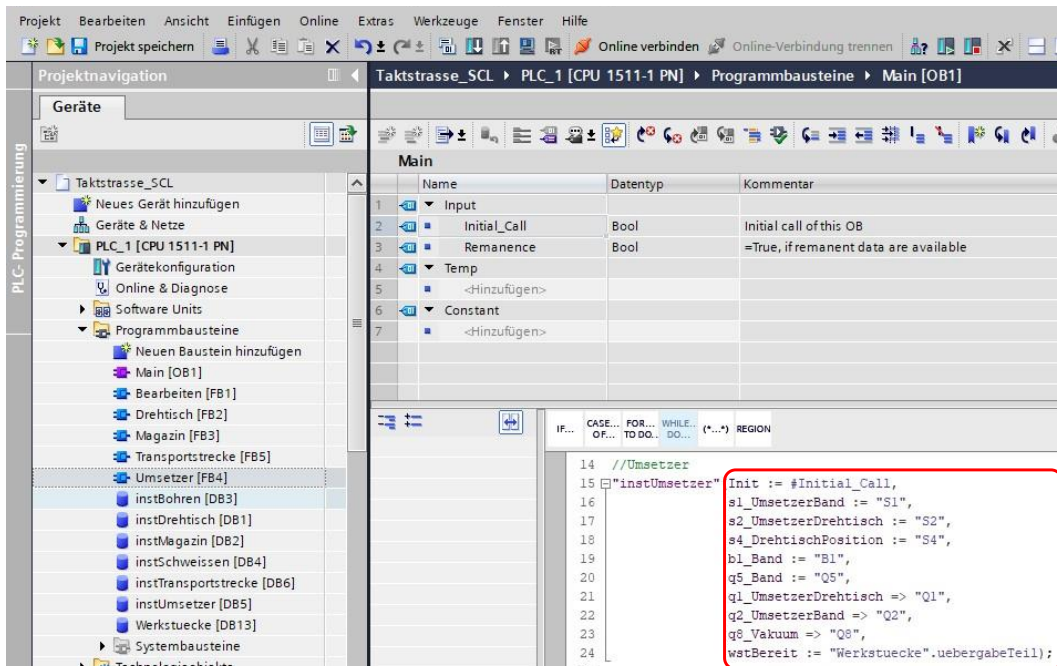 Projekt Bearbeiten Ansicht Einfügen Online Extras Werkzeuge Fenster Hilfe
Projekt speichern Online verbinden Online-Verbindung trennen
Projektnavigation
Taktstrasse_SCL PLC_1 [CPU 1511-1 PN] Programmbausteine Main [OB1]
Geräte
PLC-Programmierung
Taktstrasse_SCL
Neues Gerät hinzufügen
Geräte & Netze
PLC_1 [CPU 1511-1 PN]
Gerätekonfiguration
Online & Diagnose
Software Units
Programmbausteine
Neuen Baustein hinzufügen
Main [OB1]
Bearbeiten [FB1]
Drehtisch [FB2]
Magazin [FB3]
Transportstrecke [FB5]
Umsetzer [FB4]
instBohren [DB3]
instDrehtisch [DB1]
instMagazin [DB2]
instSchweissen [DB4]
instTransportstrecke [DB6]
instUmsetzer [DB5]
Werkstuecke [DB13]
Systembausteine
Main
Name Datentyp Kommentar
1 Input
2 Initial_Call Bool Initial call of this OB
3 Remanence Bool =True, if remanent data are available
4 Temp
5 <Hinzufügen>
6 Constant
7 <Hinzufügen>
IF... CASE... OF... FOR... TO DO.. WHILE.. DO... (*...*) REGION
14 //Umsetzer
15 "instUmsetzer" Init := #Initial_Call,
16 s1_UmsetzerBand := "S1",
17 s2_UmsetzerDrehtisch := "S2",
18 s4_DrehtischPosition := "S4",
19 b1_Band := "B1",
20 q5_Band := "Q5",
21 q1_UmsetzerDrehtisch => "Q1",
22 q2_UmsetzerBand => "Q2",
23 q8_Vakuum => "Q8",
24 wstBereit := "Werkstuecke".uebergabeTeil);